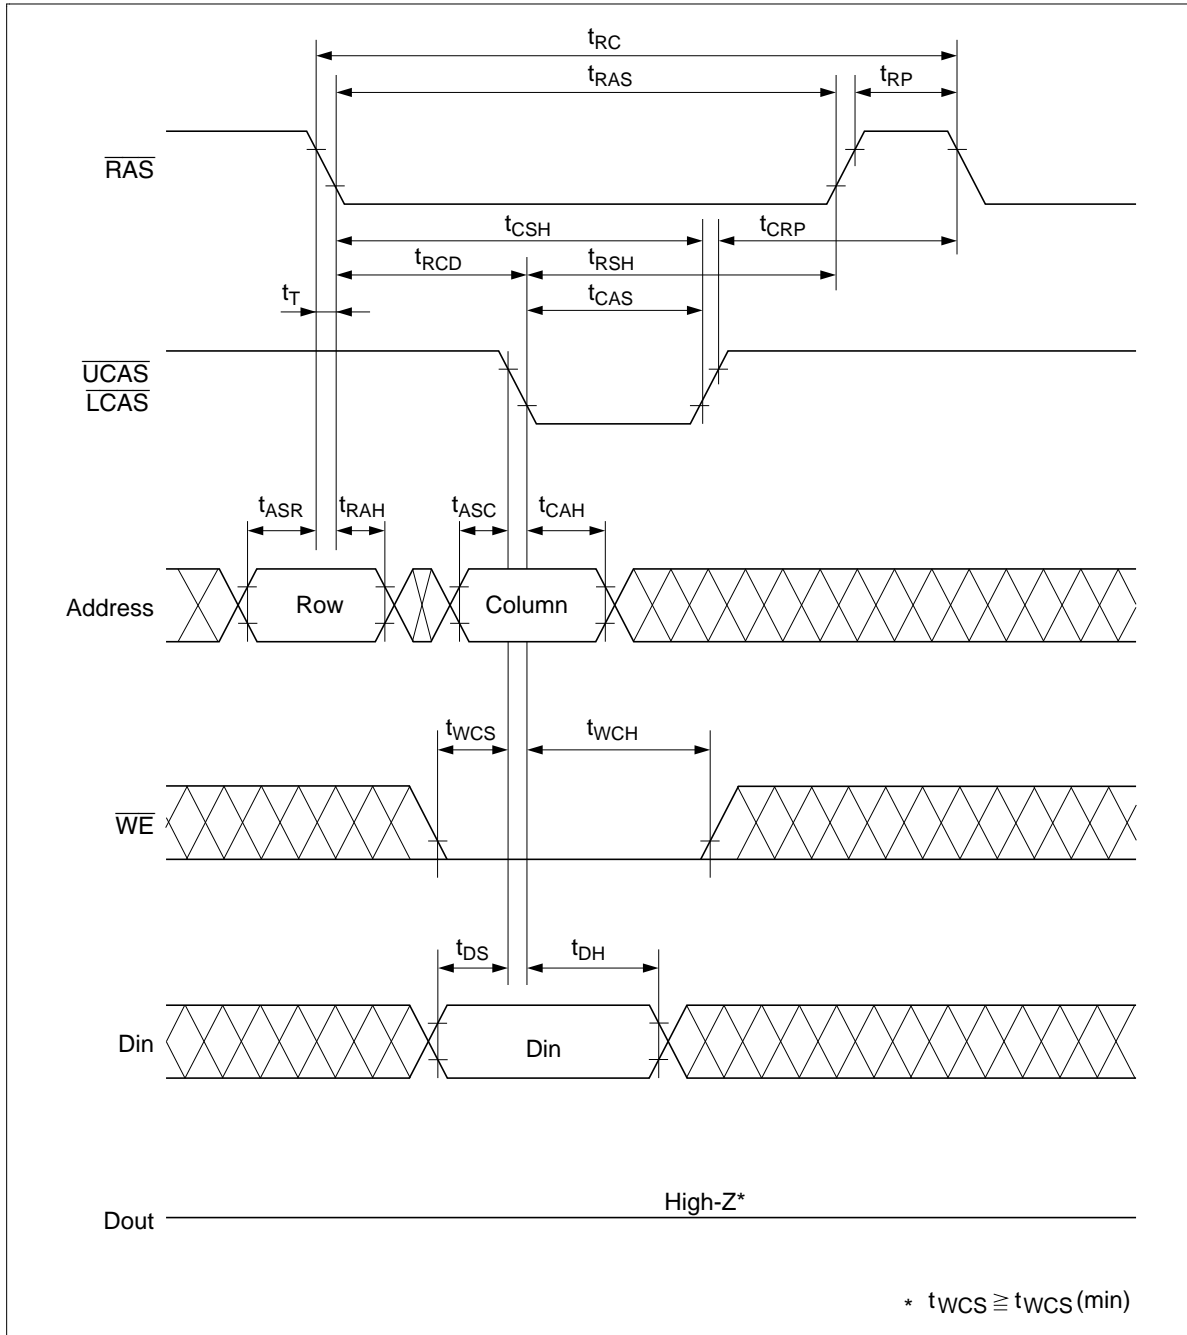 tRC
tRAS
tRP
RAS
tCSH
tCRP
tRCD
tRSH
tT
tCAS
UCAS
LCAS
tASR
tRAH
tASC
tCAH
Address
Row
Column
tWCS
tWCH
WE
tDS
tDH
Din
Din
High-Z*
Dout
* tWCS ≧ tWCS (min)